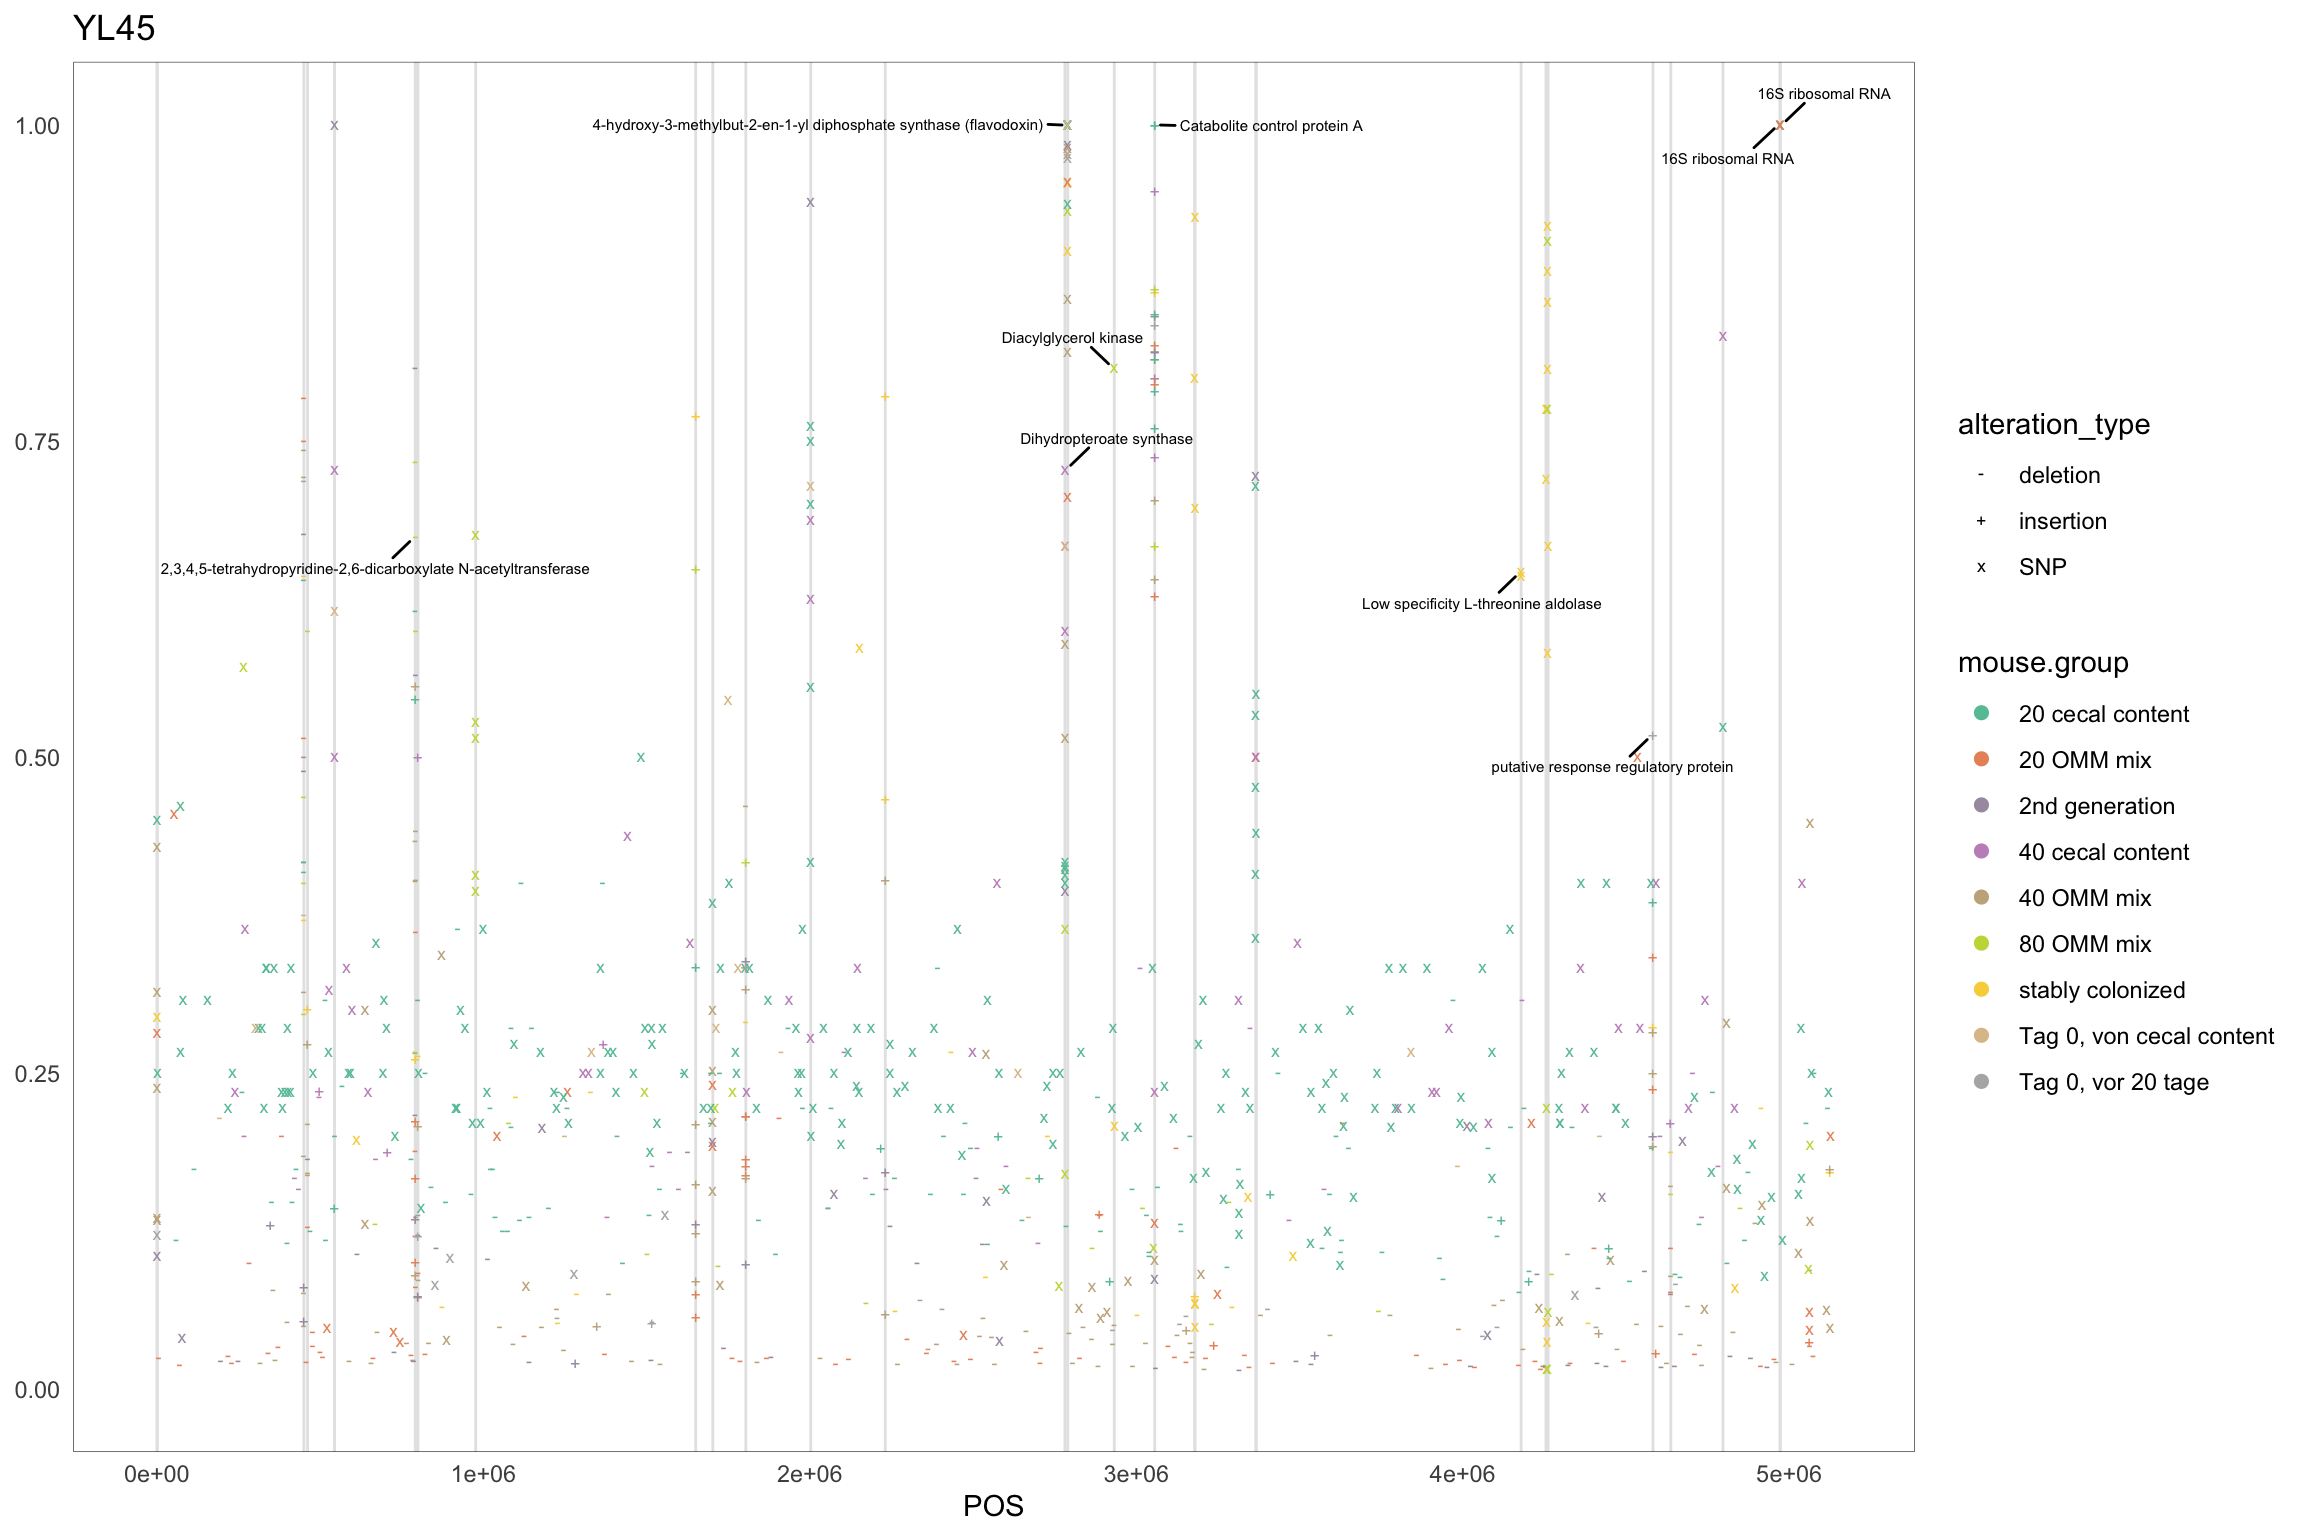 YL45
16S ribosomal RNA
1.00
4-hydroxy-3-methylbut-2-en-1-yl diphosphate synthase (flavodoxin)
Catabolite control protein A
16S ribosomal RNA
Diacylglycerol kinase
0.75
Dihydropteroate synthase
2,3,4,5-tetrahydropyridine-2,6-dicarboxylate N-acetyltransferase
Low specificity L-threonine aldolase
0.50
putative response regulatory protein
0.25
0.00
0e+00
1e+06
2e+06
3e+06
4e+06
5e+06
POS
alteration_type
deletion
insertion
SNP
mouse.group
20 cecal content
20 OMM mix
2nd generation
40 cecal content
40 OMM mix
80 OMM mix
stably colonized
Tag 0, von cecal content
Tag 0, vor 20 tage